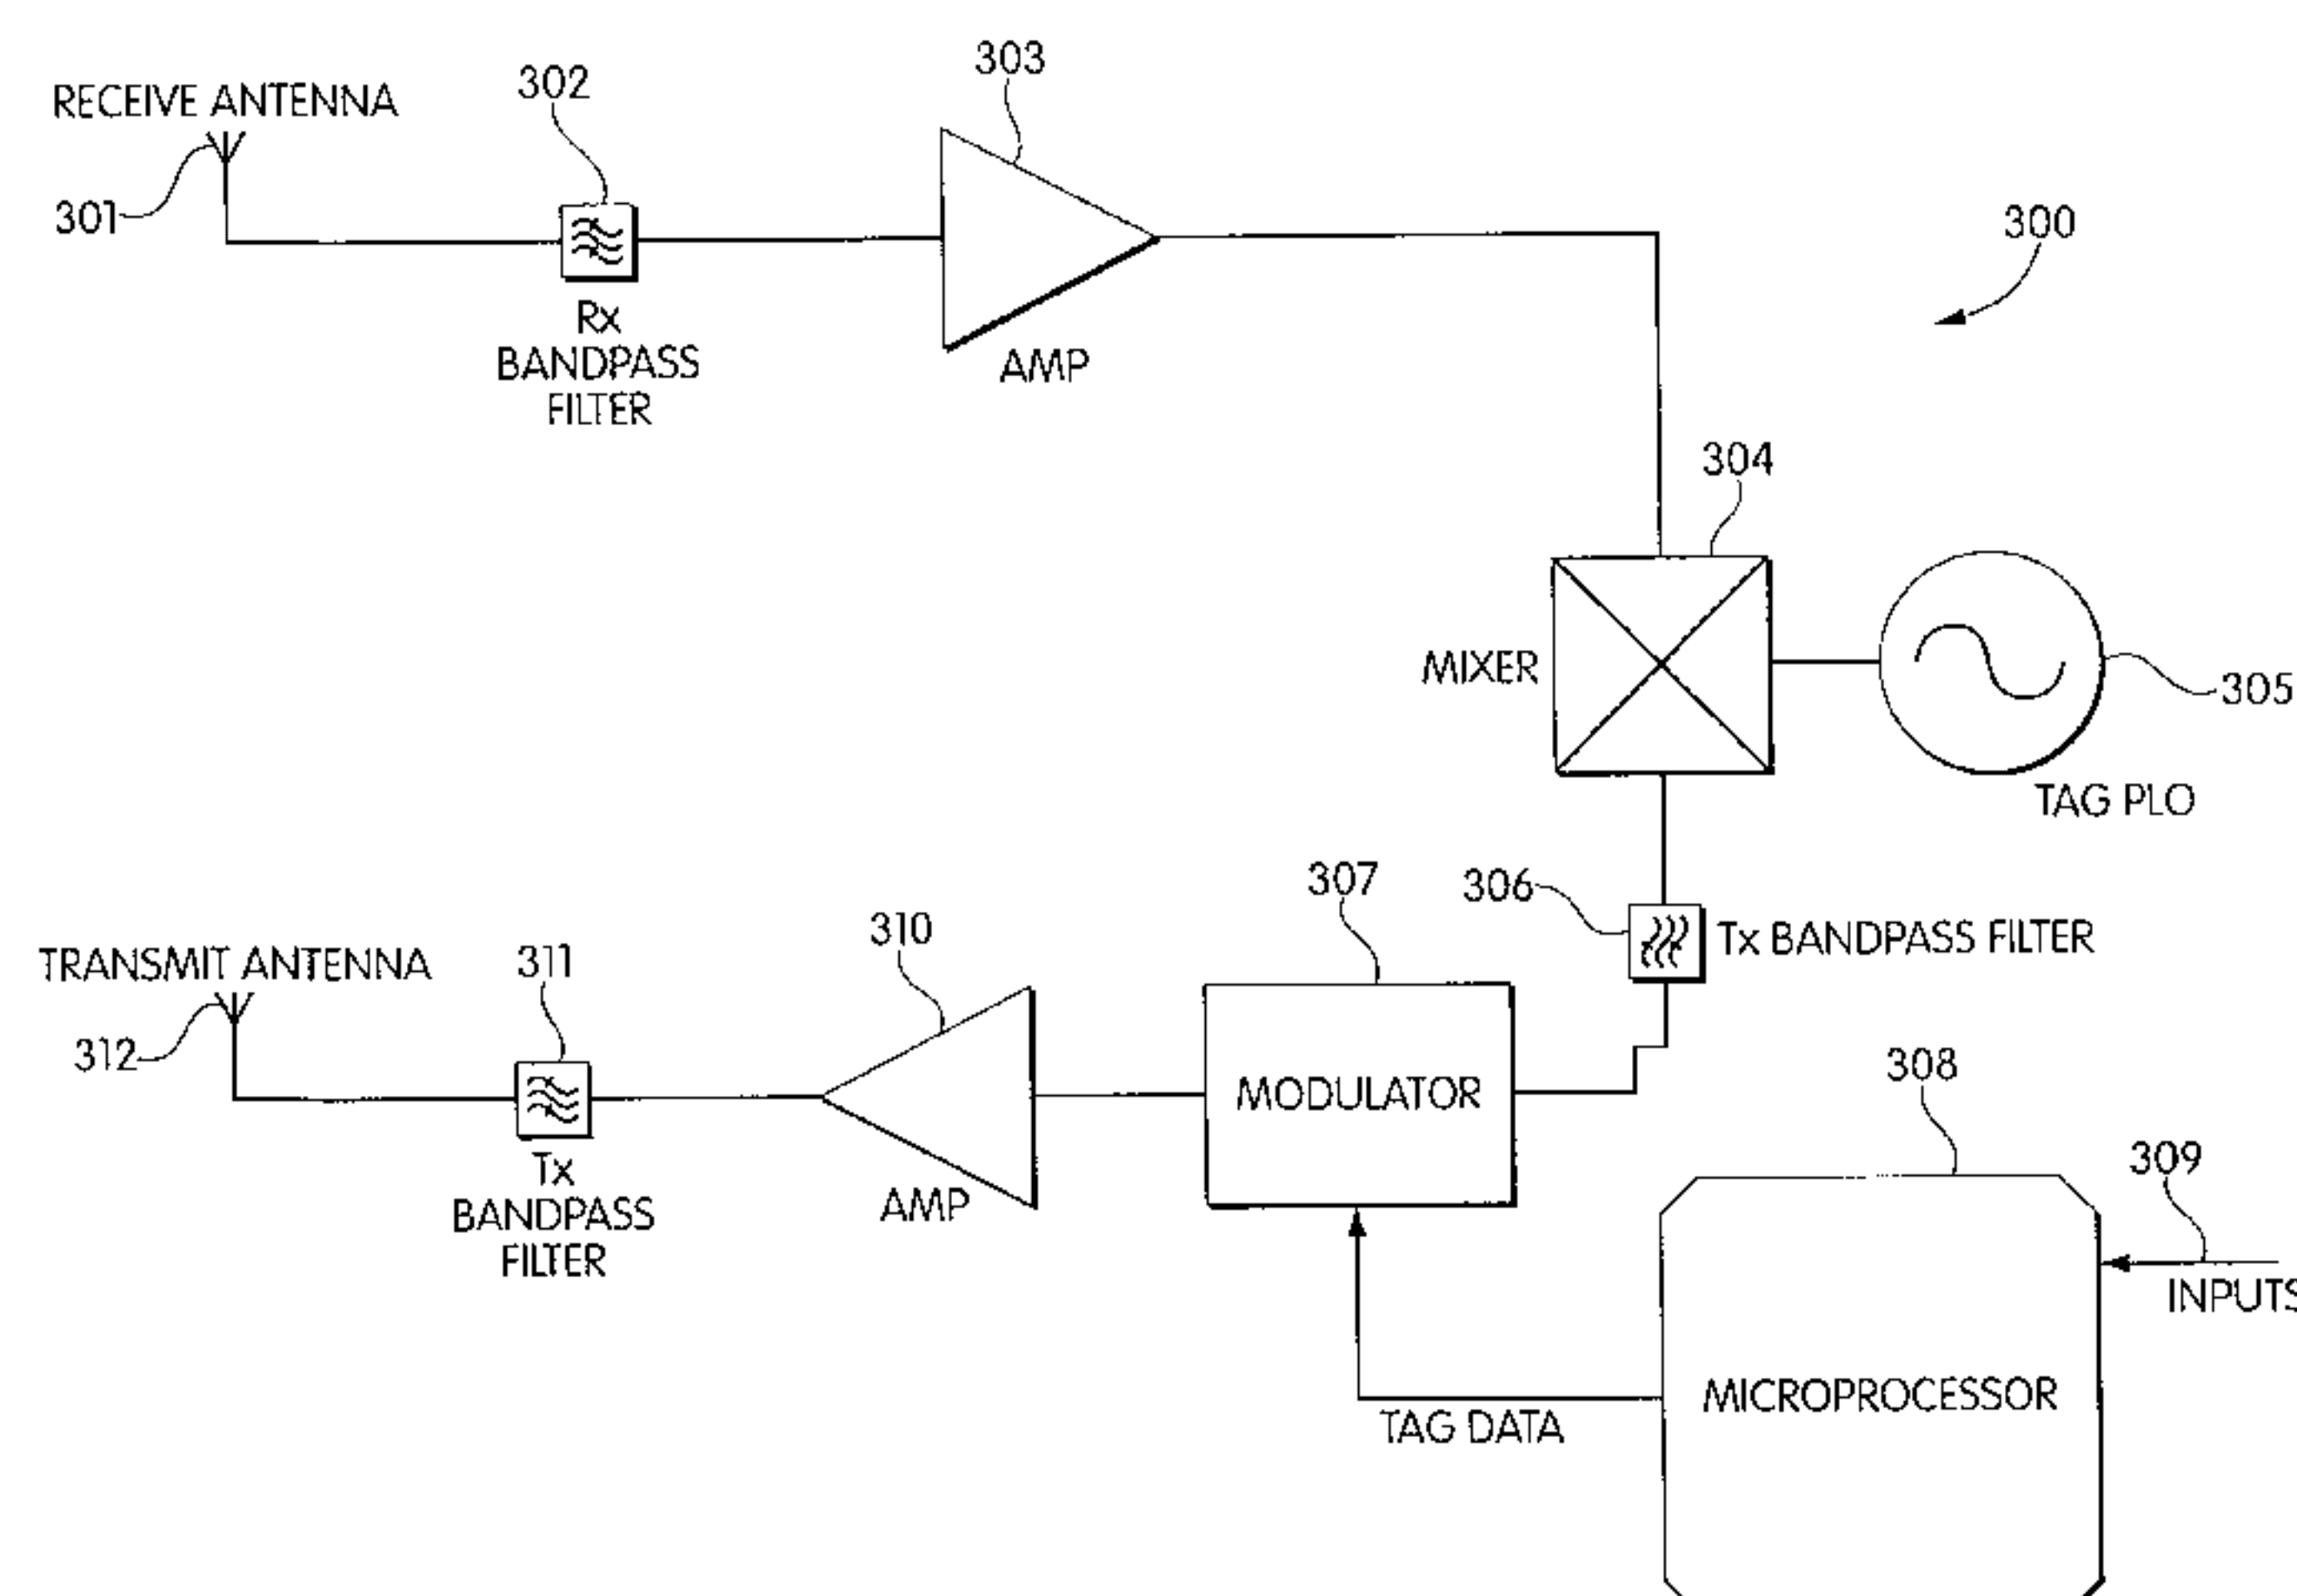 303
302
RECEIVE ANTENNA
301
300
Rx
BANDPASS
FILTER
AMP
304
MIXER
305
TAG PLO
307
306
310
Tx BANDPASS FILTER
311
TRANSMIT ANTENNA
312
308
MODULATOR
309
Tx
BANDPASS
FILTER
AMP
INPUTS
MICROPROCESSOR
TAG DATA